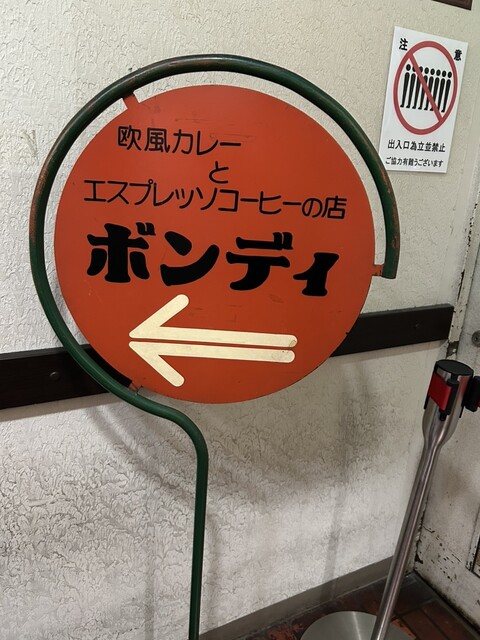 欧風カレー
と
エスプレッソコーヒーの店
ボンディ
注 意
出入口為立並禁止
ご協力有難うございます